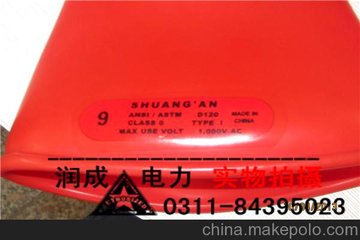 SHUANG'AN
9 ANSI / ASTM D120 MADE IN
CLASS 0 TYPE I CHINA
MAX USE VOLT 1,000V AC
润成 电力 实物拍摄
0311-84395023
china.makepolo.com